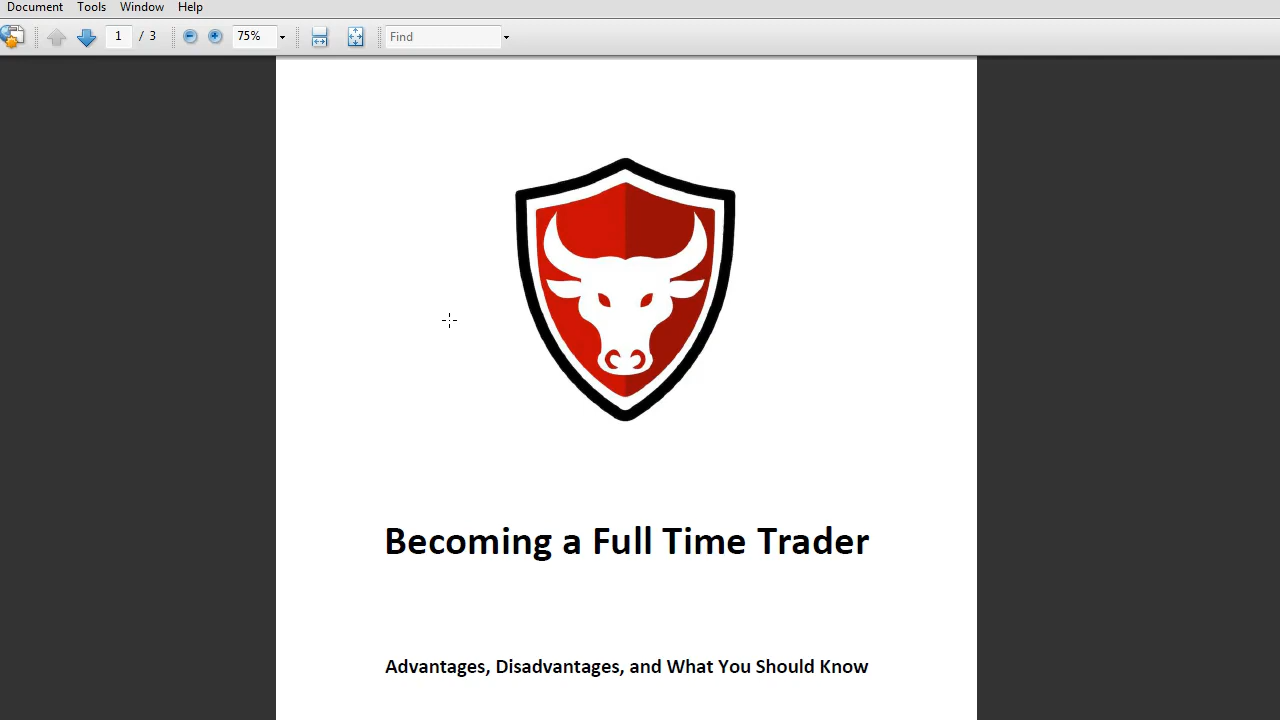 Document Tools Window Help
1 / 3 75% Find
Becoming a Full Time Trader
Advantages, Disadvantages, and What You Should Know